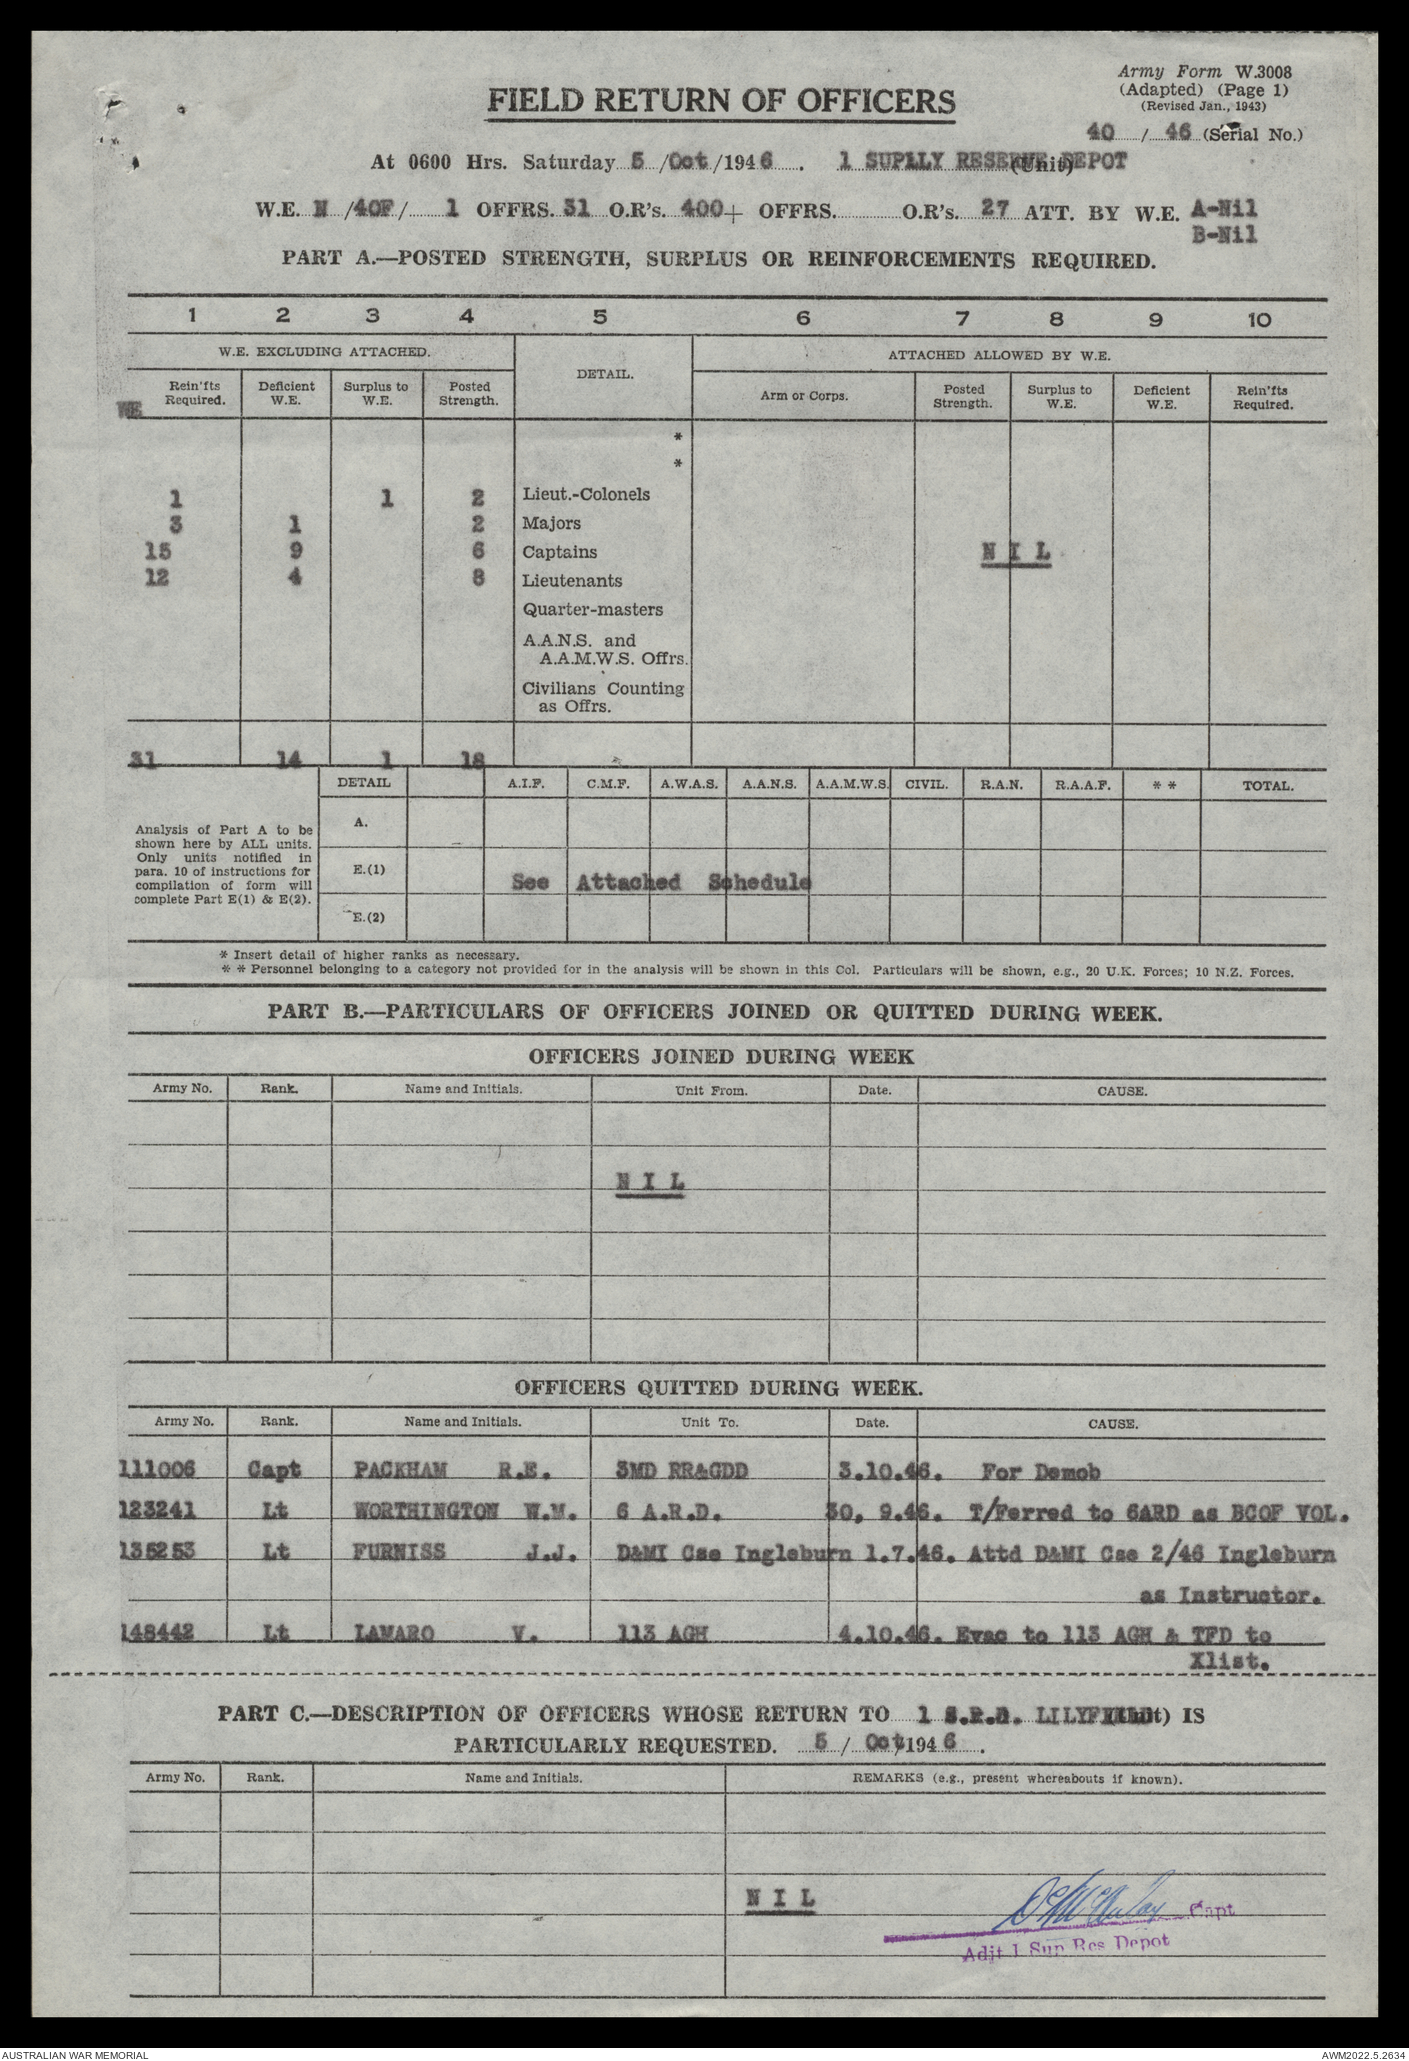 Army Form W.3008
(Adapted) (Page 1)
(Revised Jan., 1943)
FIELD RETURN OF OFFICERS
40 / 46 (Serial No.)
At 0600 Hrs. Saturday 5 /Oct /1946 . 1 SUPLLY RESERVE DEPOT (Unit)
W.E. N /40F/ 1 OFFRS. 31 O.R's. 400+ OFFRS. O.R's. 27 ATT. BY W.E. A-Nil
B-Nil
PART A.—POSTED STRENGTH, SURPLUS OR REINFORCEMENTS REQUIRED.
1 2 3 4 5 6 7 8 9 10
W.E. EXCLUDING ATTACHED. DETAIL. ATTACHED ALLOWED BY W.E.
WE Rein'fts Required. Deficient W.E. Surplus to W.E. Posted Strength. Arm or Corps. Posted Strength. Surplus to W.E. Deficient W.E. Rein'fts Required.
*
*
1 1 2 Lieut.-Colonels
3 1 2 Majors
15 9 6 Captains NIL
12 4 8 Lieutenants
Quarter-masters
A.A.N.S. and
A.A.M.W.S. Offrs.
Civilians Counting
as Offrs.
31 14 1 18
DETAIL A.I.F. C.M.F. A.W.A.S. A.A.N.S. A.A.M.W.S. CIVIL. R.A.N. R.A.A.F. * * TOTAL.
Analysis of Part A to be
shown here by ALL units.
Only units notified in
para. 10 of instructions for
compilation of form will
complete Part E(1) & E(2).
A.
E.(1) See Attached Schedule
E.(2)
* Insert detail of higher ranks as necessary.
* * Personnel belonging to a category not provided for in the analysis will be shown in this Col. Particulars will be shown, e.g., 20 U.K. Forces; 10 N.Z. Forces.
PART B.—PARTICULARS OF OFFICERS JOINED OR QUITTED DURING WEEK.
OFFICERS JOINED DURING WEEK
Army No. Rank. Name and Initials. Unit From. Date. CAUSE.
NIL
OFFICERS QUITTED DURING WEEK.
Army No. Rank. Name and Initials. Unit To. Date. CAUSE.
111006 Capt PACKHAM R.E. 3MD RR&GDD 3.10.46. For Demob
123241 Lt WORTHINGTON W.M. 6 A.R.D. 30. 9.46. T/Ferred to 6ARD as BCOF VOL.
135253 Lt FURNISS J.J. D&MI Cse Ingleburn 1.7.46. Attd D&MI Cse 2/46 Ingleburn
as Instructor.
148442 Lt LAMARO V. 113 AGH 4.10.46. Evac to 113 AGH & TFD to
Xlist.
PART C.—DESCRIPTION OF OFFICERS WHOSE RETURN TO 1 S.R.D. LILYFIELD IS
PARTICULARLY REQUESTED. 5 / Oct/1946 .
Army No. Rank. Name and Initials. REMARKS (e.g., present whereabouts if known).
NIL
Capt
Adjt 1 Sup Res Depot
AUSTRALIAN WAR MEMORIAL
AWM2022.5.2634